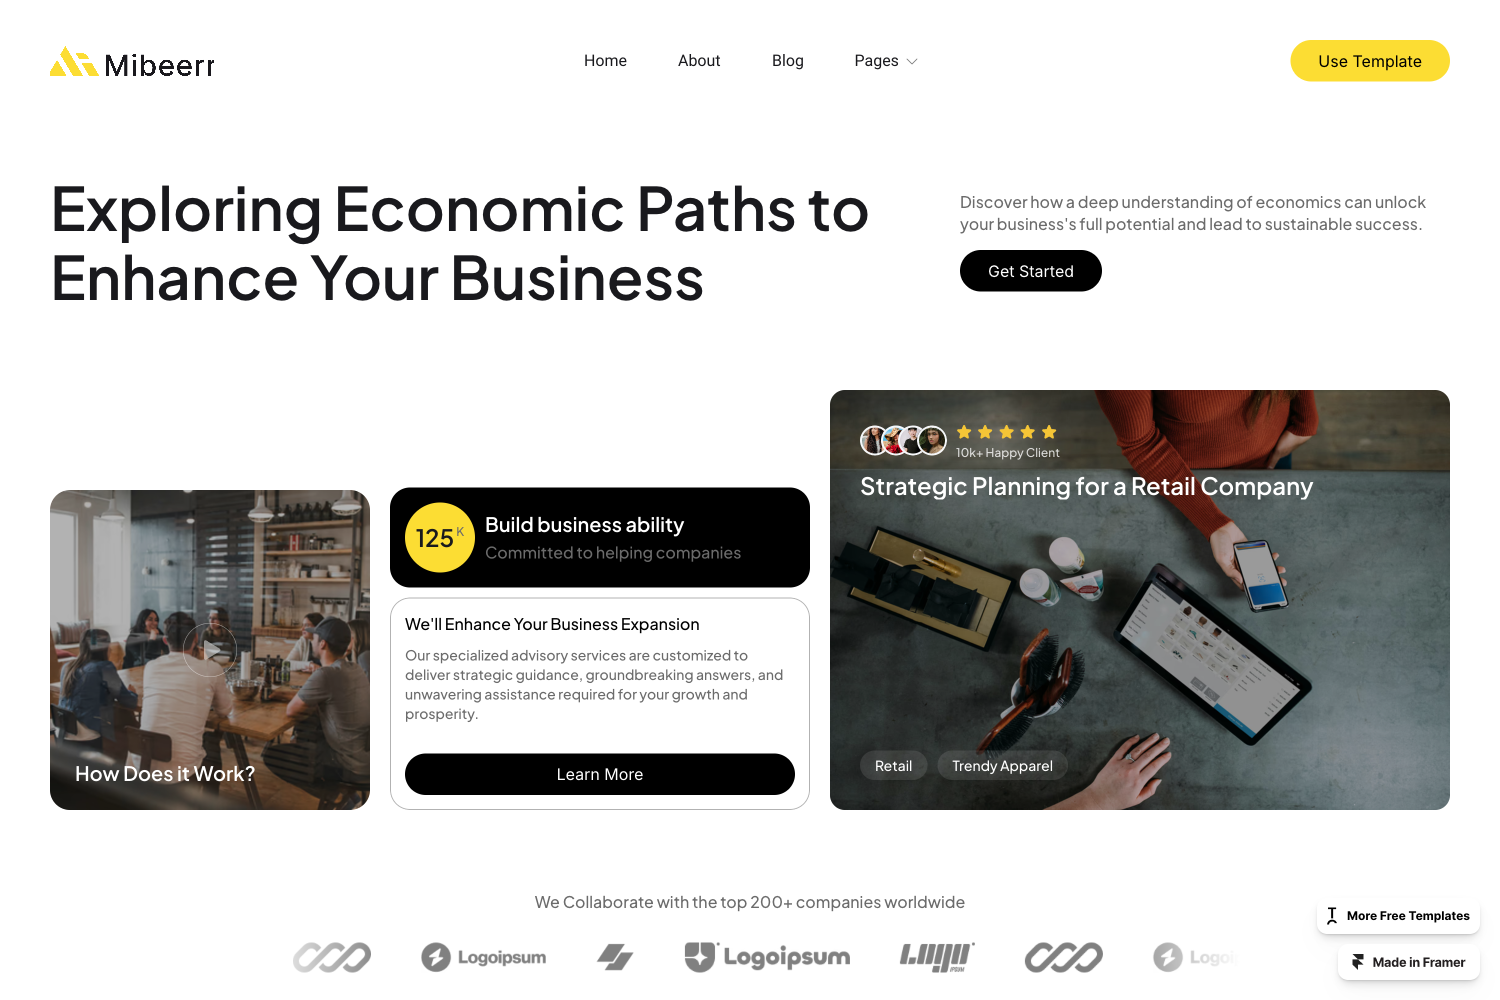 Mibeerr
Home
About
Blog
Pages
Use Template
Exploring Economic Paths to
Enhance Your Business
Discover how a deep understanding of economics can unlock
your business's full potential and lead to sustainable success.
Get Started
How Does it Work?
125 K
Build business ability
Committed to helping companies
We'll Enhance Your Business Expansion
Our specialized advisory services are customized to
deliver strategic guidance, groundbreaking answers, and
unwavering assistance required for your growth and
prosperity.
Learn More
10k+ Happy Client
Strategic Planning for a Retail Company
Retail
Trendy Apparel
We Collaborate with the top 200+ companies worldwide
Logoipsum
Logoipsum
IPSUM
Logoip
More Free Templates
Made in Framer